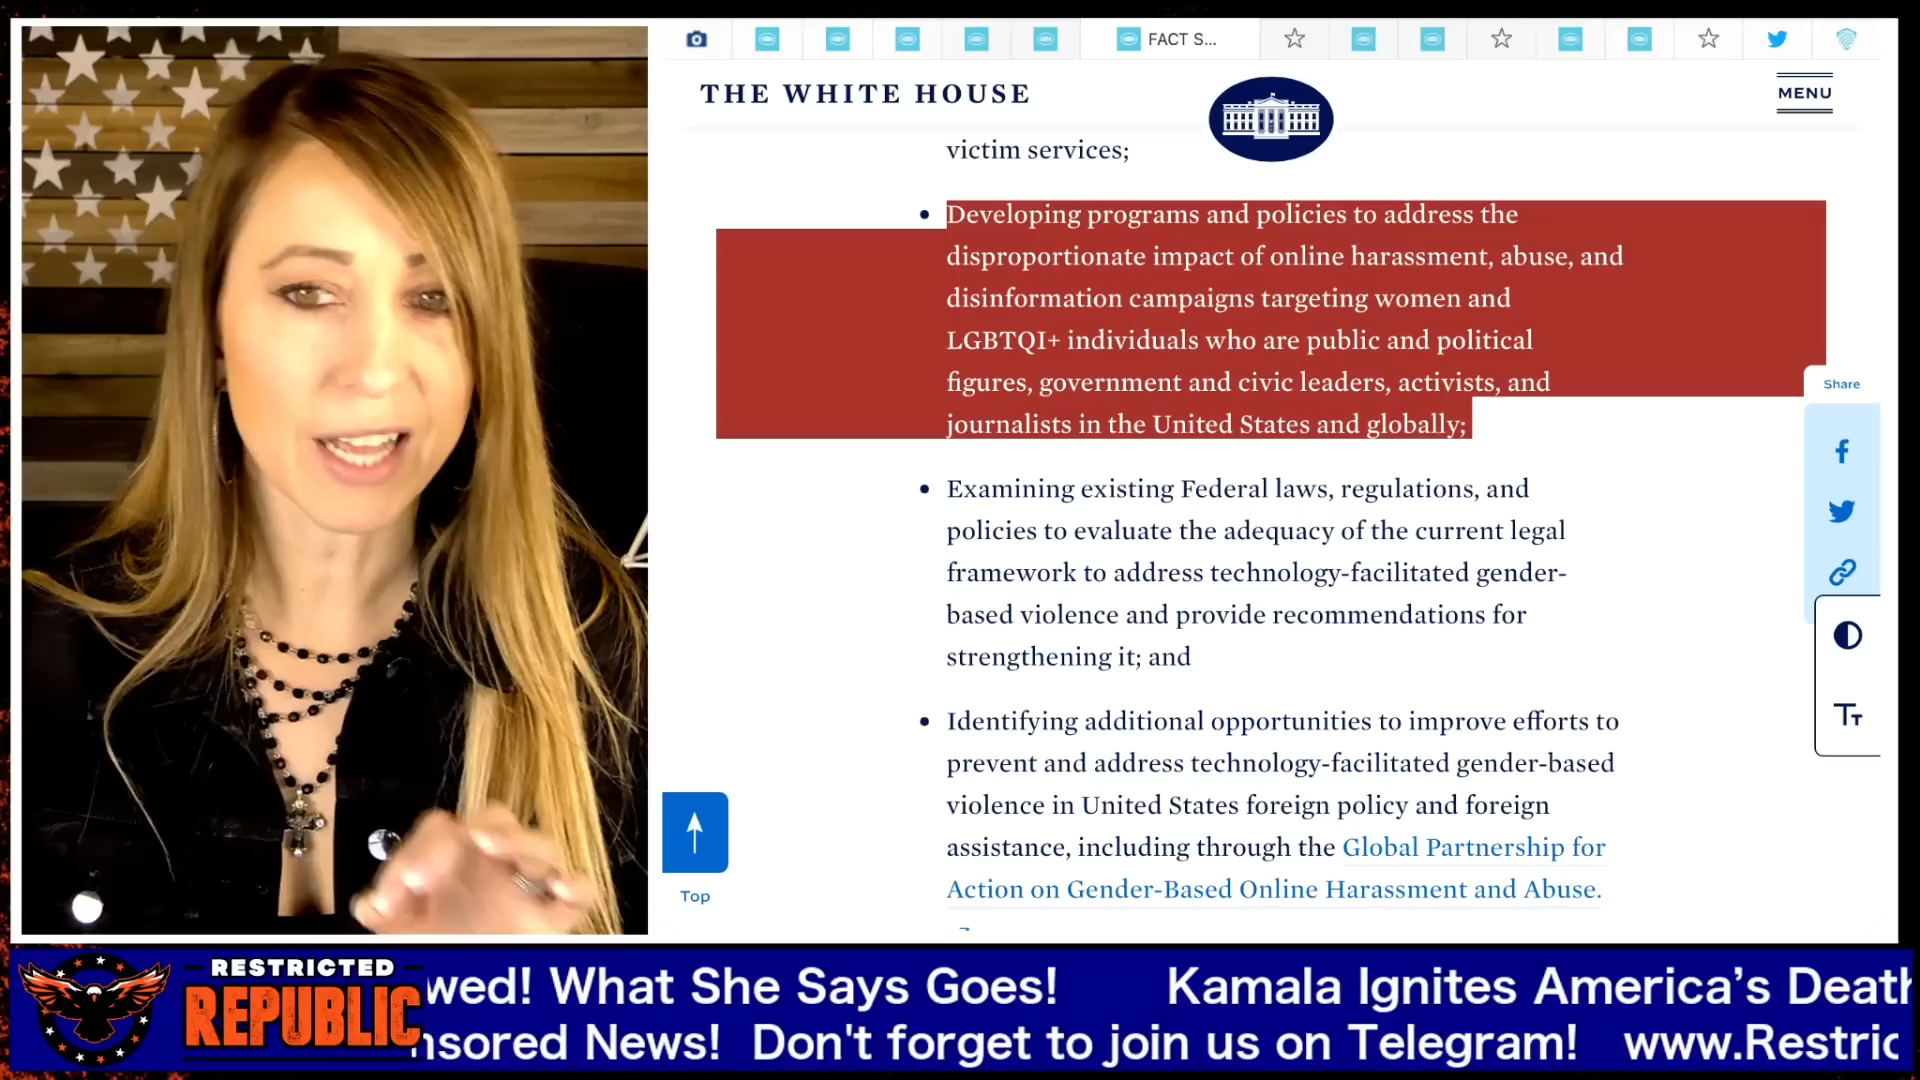 FACT S...
THE WHITE HOUSE
MENU
victim services;
Developing programs and policies to address the
disproportionate impact of online harassment, abuse, and
disinformation campaigns targeting women and
LGBTQI+ individuals who are public and political
figures, government and civic leaders, activists, and
journalists in the United States and globally;
Share
Examining existing Federal laws, regulations, and
policies to evaluate the adequacy of the current legal
framework to address technology-facilitated gender-
based violence and provide recommendations for
strengthening it; and
Tт
Identifying additional opportunities to improve efforts to
prevent and address technology-facilitated gender-based
violence in United States foreign policy and foreign
assistance, including through the Global Partnership for
Action on Gender-Based Online Harassment and Abuse.
Top
RESTRICTED
REPUBLIC
wed! What She Says Goes! Kamala Ignites America's Death
nsored News! Don't forget to join us on Telegram! www.Restric